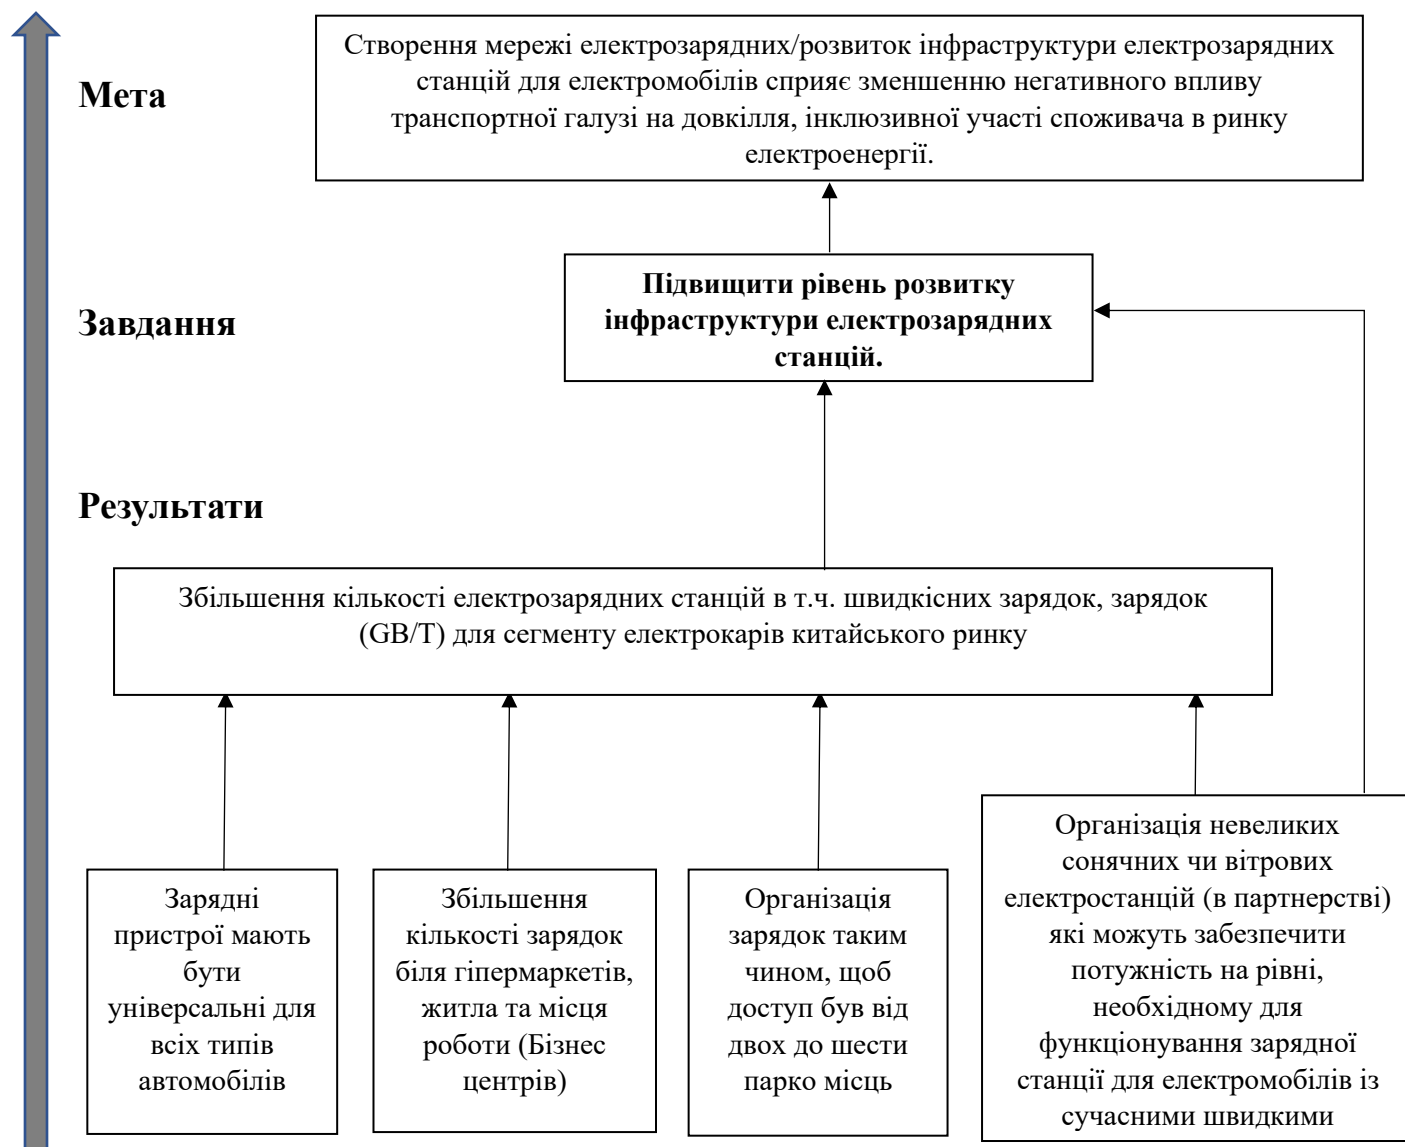 Мета
Створення мережі електрозарядних/розвиток інфраструктури електрозарядних
станцій для електромобілів сприяє зменшенню негативного впливу
транспортної галузі на довкілля, інклюзивної участі споживача в ринку
електроенергії.
Завдання
Підвищити рівень розвитку
інфраструктури електрозарядних
станцій.
Результати
Збільшення кількості електрозарядних станцій в т.ч. швидкісних зарядок, зарядок
(GB/T) для сегменту електрокарів китайського ринку
Зарядні
пристрої мають
бути
універсальні для
всіх типів
автомобілів
Збільшення
кількості зарядок
біля гіпермаркетів,
житла та місця
роботи (Бізнес
центрів)
Організація
зарядок таким
чином, щоб
доступ був від
двох до шести
парко місць
Організація невеликих
сонячних чи вітрових
електростанцій (в партнерстві)
які можуть забезпечити
потужність на рівні,
необхідному для
функціонування зарядної
станції для електромобілів із
сучасними швидкими